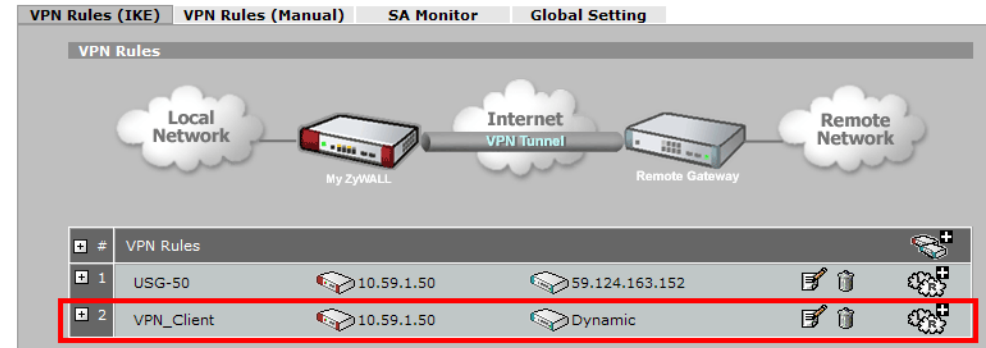 VPN Rules (IKE) VPN Rules (Manual) SA Monitor Global Setting
VPN Rules
Local Network
Internet
VPN Tunnel
Remote Network
My ZyWALL
Remote Gateway
# VPN Rules
1 USG-50 10.59.1.50 59.124.163.152
2 VPN_Client 10.59.1.50 Dynamic